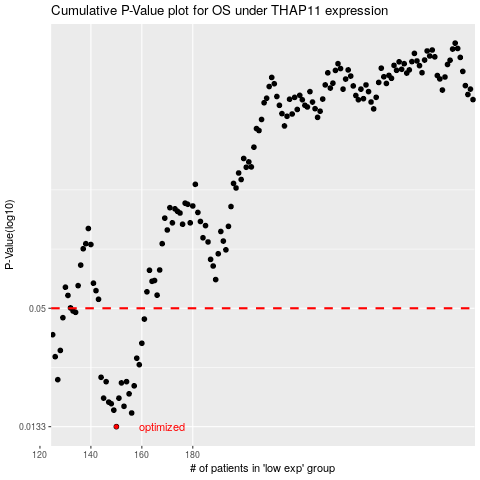 Cumulative P-Value plot for OS under THAP11 expression
P-Value(log10)
0.05
0.0133
optimized
120 140 160 180
# of patients in 'low exp' group